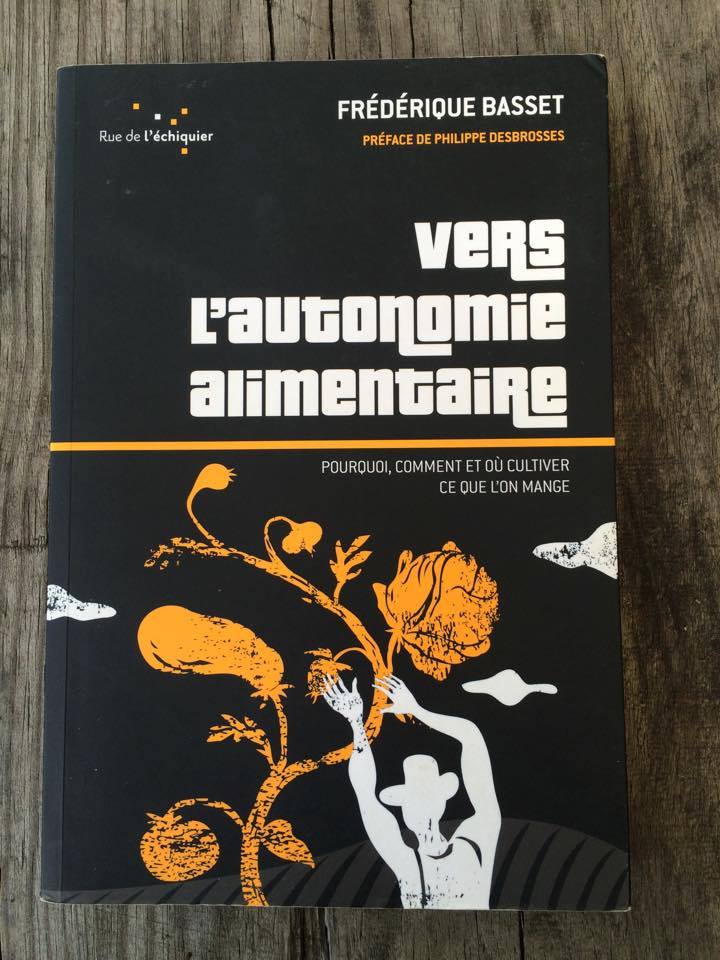 Rue de l'échiquier
FRÉDÉRIQUE BASSET
PRÉFACE DE PHILIPPE DESBROSSES
vers
l'autonomie
alimentaire
POURQUOI, COMMENT ET OÙ CULTIVER
CE QUE L'ON MANGE